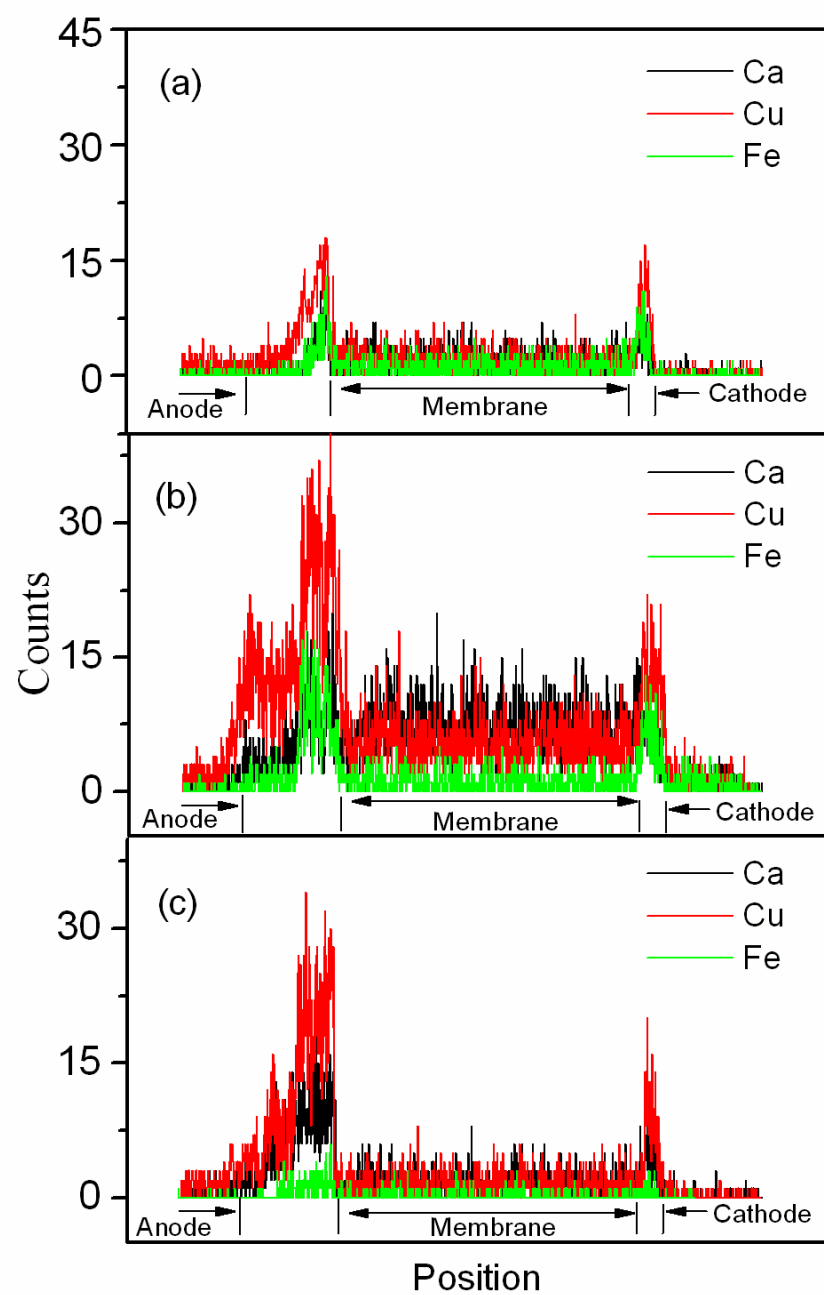 45
30
15
0
(a)
Ca
Cu
Fe
Anode
Membrane
Cathode
30
15
0
(b)
Ca
Cu
Fe
Anode
Membrane
Cathode
Counts
30
15
0
(c)
Ca
Cu
Fe
Anode
Membrane
Cathode
Position